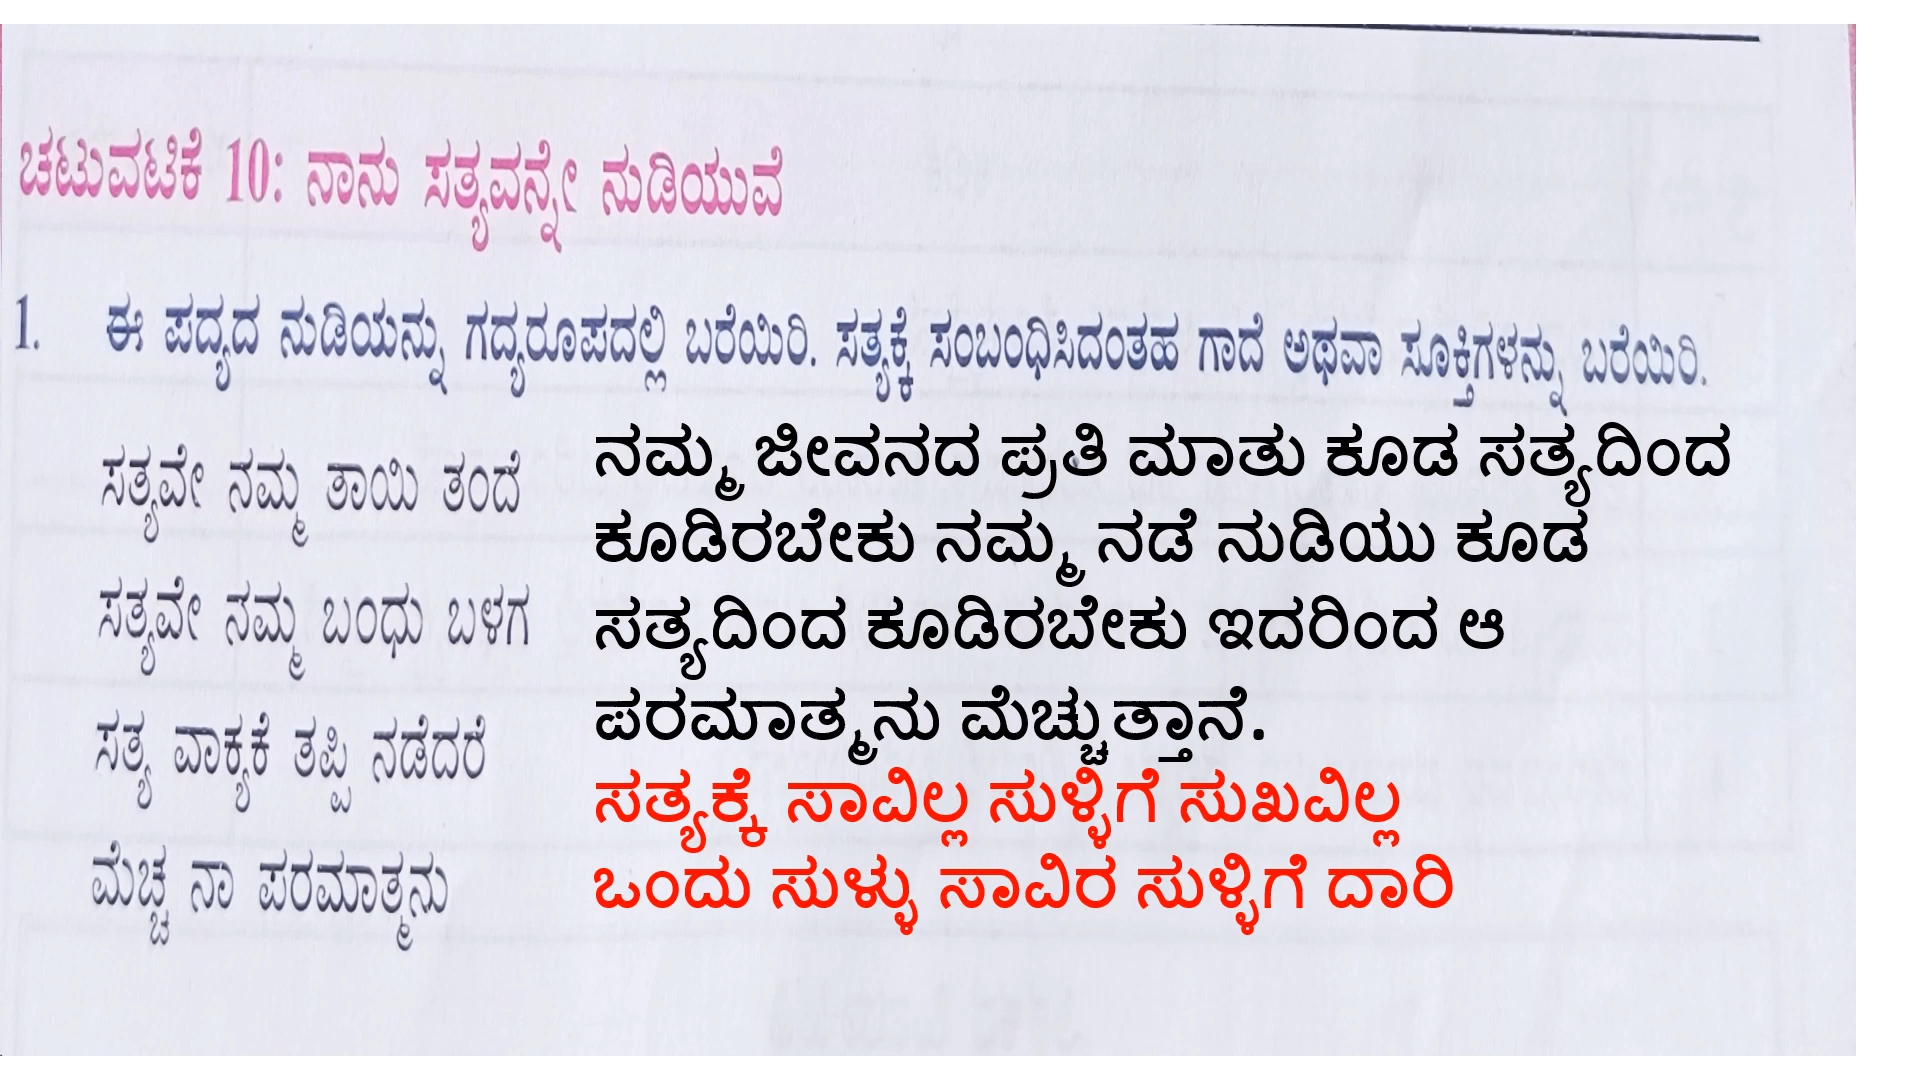 ಚಟುವಟಿಕೆ 10: ನಾನು ಸತ್ಯವನ್ನೇ ನುಡಿಯುವೆ
1. ಈ ಪದ್ಯದ ನುಡಿಯನ್ನು ಗದ್ಯರೂಪದಲ್ಲಿ ಬರೆಯಿರಿ. ಸತ್ಯಕ್ಕೆ ಸಂಬಂಧಿಸಿದಂತಹ ಗಾದೆ ಅಥವಾ ಸೂಕ್ತಿಗಳನ್ನು ಬರೆಯಿರಿ.
ಸತ್ಯವೇ ನಮ್ಮ ತಾಯಿ ತಂದೆ
ಸತ್ಯವೇ ನಮ್ಮ ಬಂಧು ಬಳಗ
ಸತ್ಯ ವಾಕ್ಯಕೆ ತಪ್ಪಿ ನಡೆದರೆ
ಮೆಚ್ಚ ನಾ ಪರಮಾತ್ಮನು
ನಮ್ಮ ಜೀವನದ ಪ್ರತಿ ಮಾತು ಕೂಡ ಸತ್ಯದಿಂದ
ಕೂಡಿರಬೇಕು ನಮ್ಮ ನಡೆ ನುಡಿಯು ಕೂಡ
ಸತ್ಯದಿಂದ ಕೂಡಿರಬೇಕು ಇದರಿಂದ ಆ
ಪರಮಾತ್ಮನು ಮೆಚ್ಚುತ್ತಾನೆ.
ಸತ್ಯಕ್ಕೆ ಸಾವಿಲ್ಲ ಸುಳ್ಳಿಗೆ ಸುಖವಿಲ್ಲ
ಒಂದು ಸುಳ್ಳು ಸಾವಿರ ಸುಳ್ಳಿಗೆ ದಾರಿ